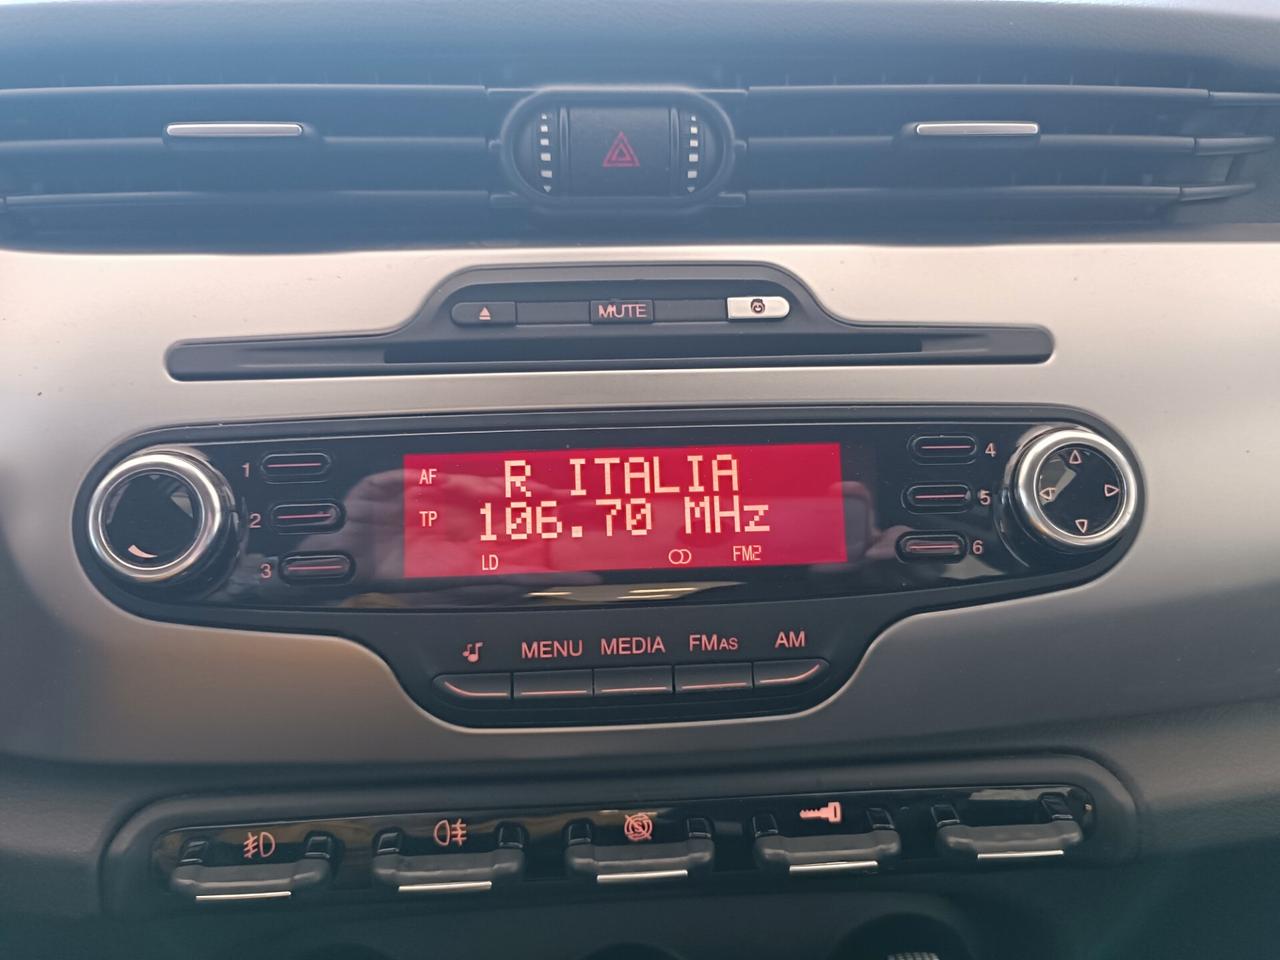 MUTE
1
2
3
4
5
6
AF
R ITALIA
TP
106.70 MHz
LD
FM2
MENU
MEDIA
FMAS
AM
S